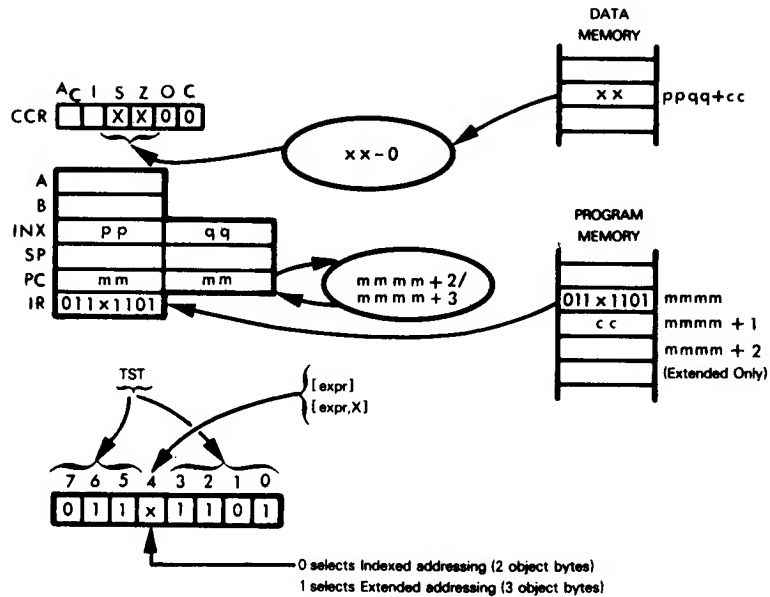 DATA
MEMORY
A_C I S Z O C
CCR X X 0 0
x x ppqq+cc
x x - 0
A
B
INX pp qq
SP
PC mm mm
IR 011x1101
mmmm+2/
mmmm+3
PROGRAM
MEMORY
011x1101 mmmm
cc mmmm + 1
mmmm + 2
(Extended Only)
TST
[expr]
[expr,X]
7 6 5 4 3 2 1 0
0 1 1 x 1 1 0 1
0 selects Indexed addressing (2 object bytes)
1 selects Extended addressing (3 object bytes)